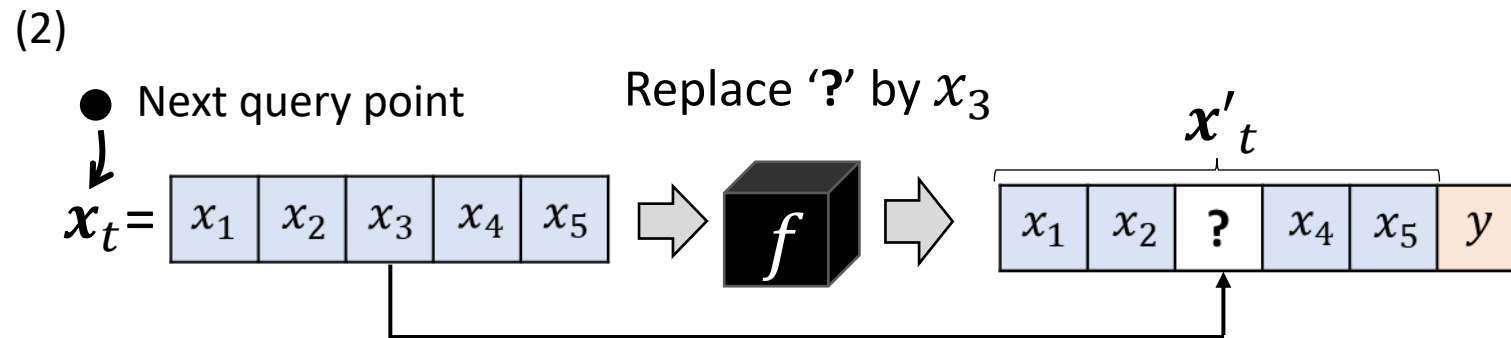 (2)
Next query point
Replace ‘?’ by x₃
x′ₜ
xₜ = x₁ x₂ x₃ x₄ x₅
f
x₁ x₂ ? x₄ x₅ y